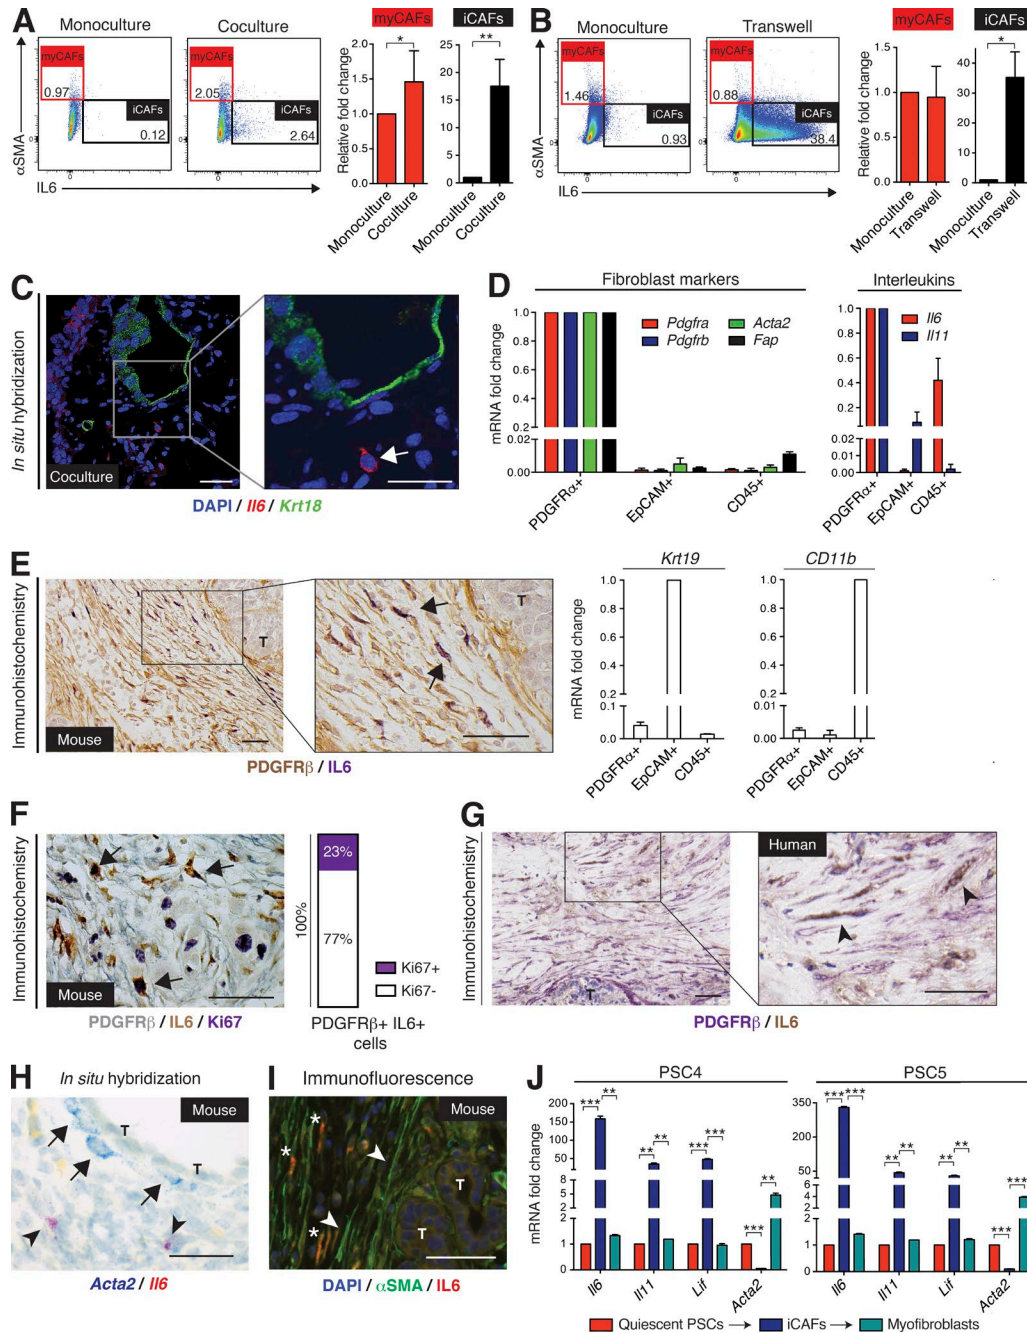 A
Monoculture
Coculture
myCAFs
iCAFs
αSMA
myCAFs
0.97
iCAFs
0.12
myCAFs
2.05
iCAFs
2.64
0
0
0
IL6
Relative fold change
2.0
1.5
1.0
0.5
0.0
*
Monoculture
Coculture
25
20
15
10
5
0
**
Monoculture
Coculture
B
Monoculture
Transwell
myCAFs
iCAFs
αSMA
myCAFs
1.46
iCAFs
0.93
myCAFs
0.88
iCAFs
38.4
0
0
0
IL6
Relative fold change
1.5
1.0
0.5
0.0
Monoculture
Transwell
40
30
20
10
0
*
Monoculture
Transwell
C
In situ hybridization
Coculture
DAPI / Il6 / Krt18
D
Fibroblast markers
Interleukins
mRNA fold change
1.0
0.8
0.6
0.4
0.2
0.02
0.01
0.00
Pdgfra
Pdgfrb
Acta2
Fap
PDGFRα+
EpCAM+
CD45+
1.0
0.8
0.6
0.4
0.2
0.02
0.01
0.00
Il6
Il11
PDGFRα+
EpCAM+
CD45+
E
Immunohistochemistry
Mouse
T
T
PDGFRβ / IL6
Krt19
CD11b
mRNA fold change
1.0
0.8
0.6
0.4
0.2
0.1
0.0
PDGFRα+
EpCAM+
CD45+
1.0
0.8
0.6
0.4
0.2
0.01
0.00
PDGFRα+
EpCAM+
CD45+
F
Immunohistochemistry
Mouse
PDGFRβ / IL6 / Ki67
100%
23%
77%
Ki67+
Ki67-
PDGFRβ+ IL6+
cells
G
Immunohistochemistry
Human
T
PDGFRβ / IL6
H
In situ hybridization
Mouse
T
T
Acta2 / Il6
I
Immunofluorescence
Mouse
*
*
*
T
T
DAPI / αSMA / IL6
J
PSC4
PSC5
mRNA fold change
200
150
100
50
8
5
2
2
1
0
*** **
** **
*** ***
*** **
Il6
Il11
Lif
Acta2
350
200
50
6
4
2
2
1
0
*** ***
** **
** **
*** ***
Il6
Il11
Lif
Acta2
Quiescent PSCs → iCAFs → Myofibroblasts